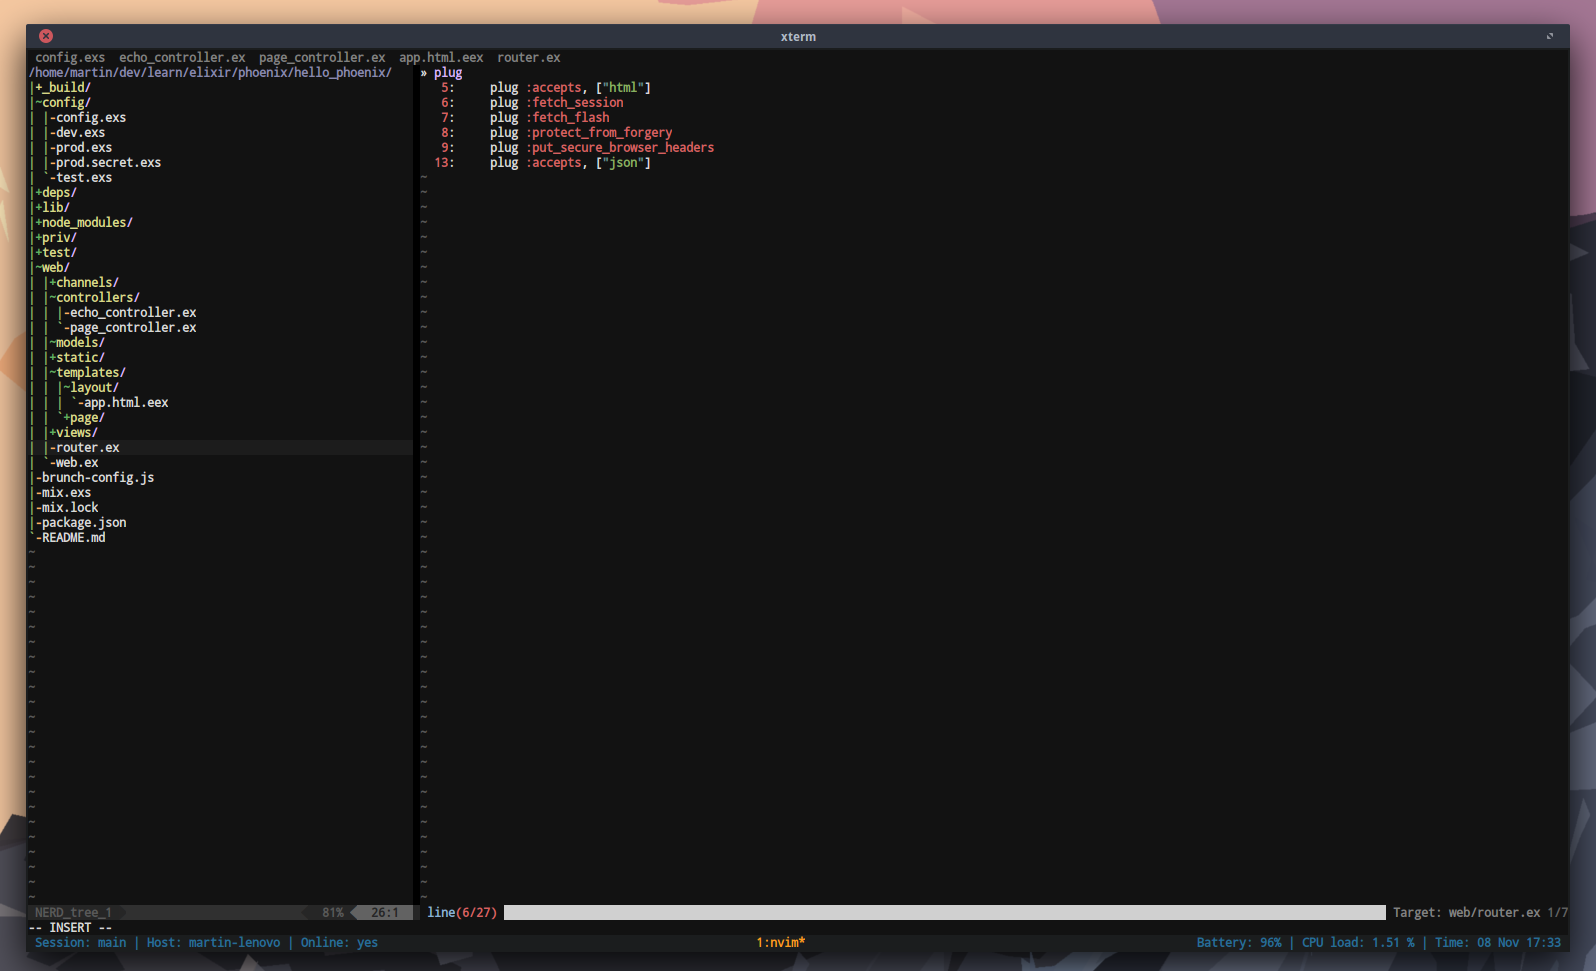 xterm
config.exs echo_controller.ex page_controller.ex app.html.eex router.ex
/home/martin/dev/learn/elixir/phoenix/hello_phoenix/
|+_build/
|~config/
| |-config.exs
| |-dev.exs
| |-prod.exs
| |-prod.secret.exs
| `-test.exs
|+deps/
|+lib/
|+node_modules/
|+priv/
|+test/
|~web/
| |+channels/
| |~controllers/
| | |-echo_controller.ex
| | `-page_controller.ex
| |~models/
| |+static/
| |~templates/
| | |~layout/
| | | `-app.html.eex
| | `+page/
| |+views/
| |-router.ex
| `-web.ex
|-brunch-config.js
|-mix.exs
|-mix.lock
|-package.json
`-README.md
» plug
5: plug :accepts, ["html"]
6: plug :fetch_session
7: plug :fetch_flash
8: plug :protect_from_forgery
9: plug :put_secure_browser_headers
13: plug :accepts, ["json"]
NERD_tree_1 81% 26:1
line(6/27) Target: web/router.ex 1/7
-- INSERT --
Session: main | Host: martin-lenovo | Online: yes 1:nvim* Battery: 96% | CPU load: 1.51 % | Time: 08 Nov 17:33